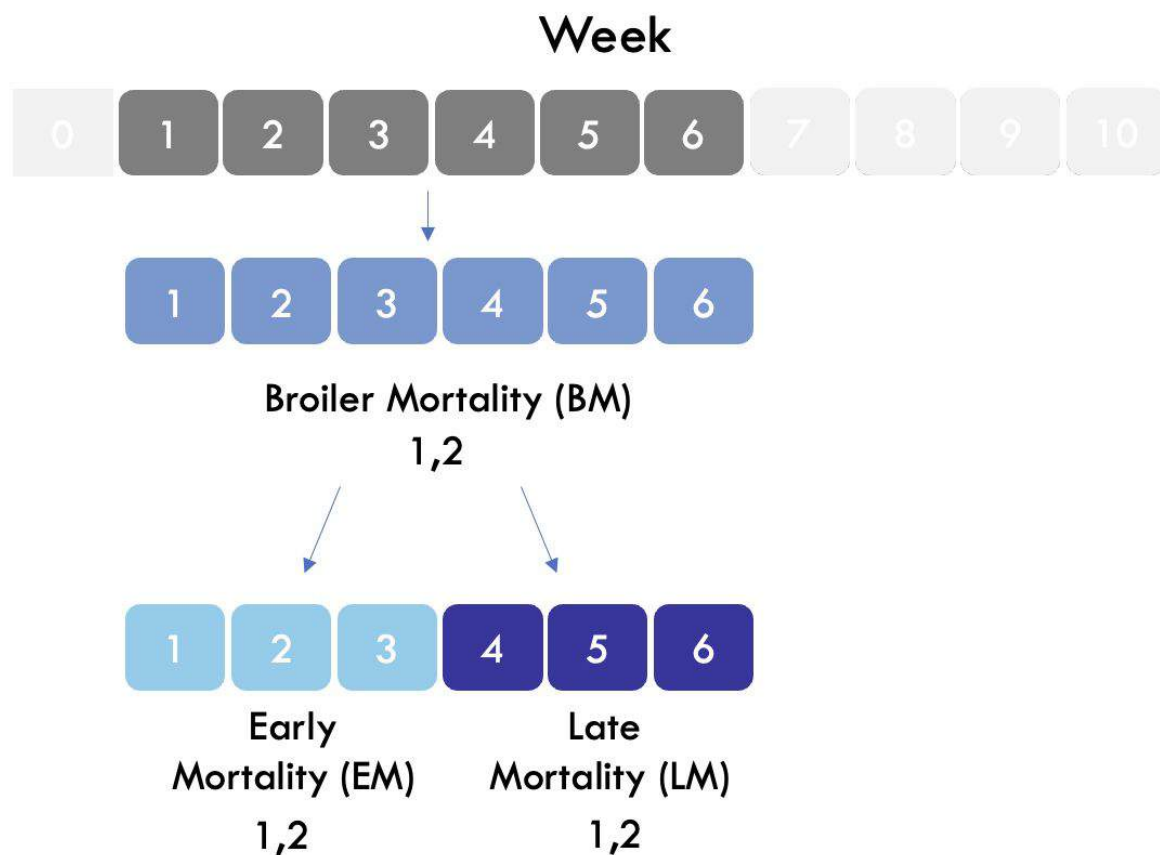 Week
0 1 2 3 4 5 6 7 8 9 10
1 2 3 4 5 6
Broiler Mortality (BM)
1,2
1 2 3 4 5 6
Early
Mortality (EM)
1,2
Late
Mortality (LM)
1,2